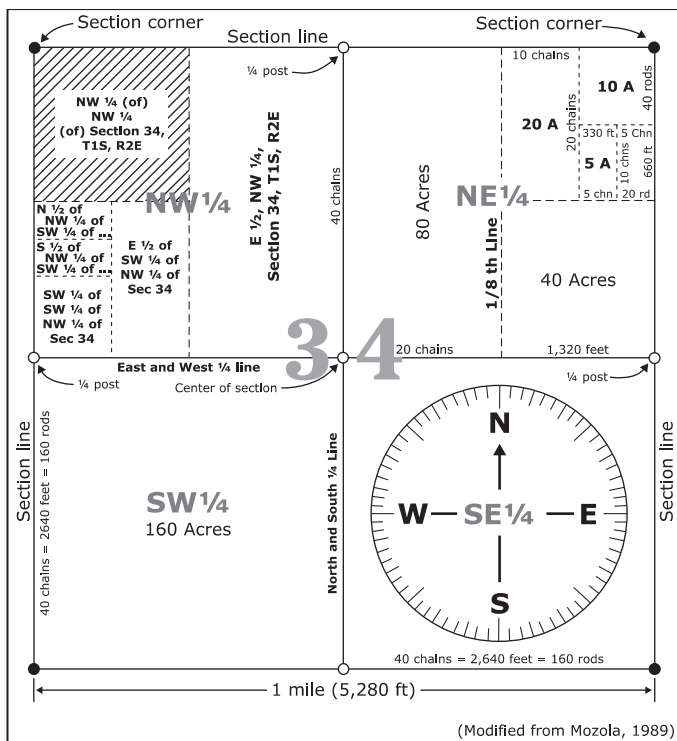 Section corner
Section corner
Section line
¼ post
NW ¼ (of)
NW ¼
(of) Section 34,
T1S, R2E
NW¼
N ½ of
NW ¼ of
SW ¼ of ...
S ½ of
NW ¼ of
SW ¼ of ...
SW ¼ of
SW ¼ of
NW ¼ of
Sec 34
E ½ of
SW ¼ of
NW ¼ of
Sec 34
E ½, NW ¼,
Section 34, T1S, R2E
40 chains
10 chains
10 A
40 rods
20 A
20 chains
330 ft
5 Chn
5 A
10 chns
660 ft
5 chn
20 rd
80 Acres
NE¼
1/8 th Line
40 Acres
34
20 chains
1,320 feet
East and West ¼ line
¼ post
Center of section
¼ post
Section line
40 chains = 2640 feet = 160 rods
SW¼
160 Acres
North and South ¼ Line
N
W
SE¼
E
S
Section line
40 chains = 2,640 feet = 160 rods
1 mile (5,280 ft)
(Modified from Mozola, 1989)